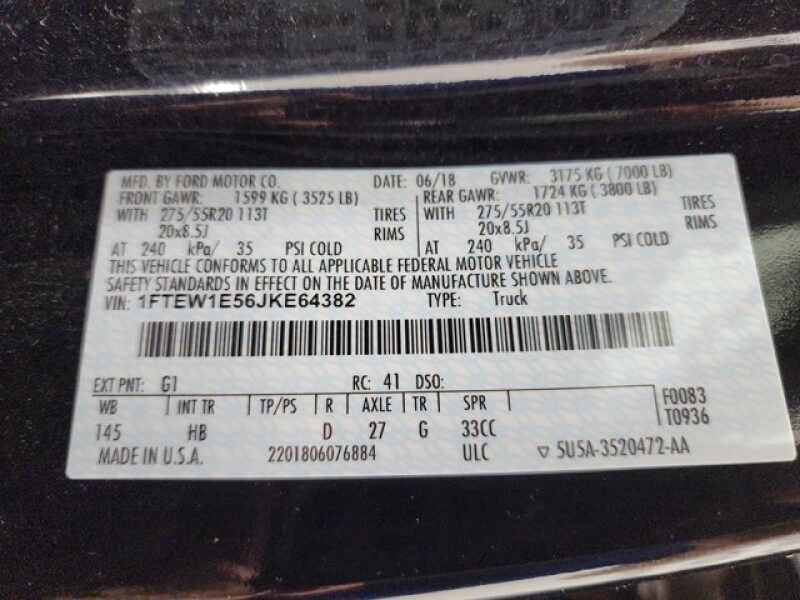 MFD. BY FORD MOTOR CO. DATE: 06/18 GVWR: 3175 KG ( 7000 LB)
FRONT GAWR: 1599 KG ( 3525 LB) REAR GAWR: 1724 KG ( 3800 LB)
WITH 275/55R20 113T TIRES WITH 275/55R20 113T TIRES
20x8.5J RIMS 20x8.5J RIMS
AT 240 kPa/ 35 PSI COLD AT 240 kPa/ 35 PSI COLD
THIS VEHICLE CONFORMS TO ALL APPLICABLE FEDERAL MOTOR VEHICLE
SAFETY STANDARDS IN EFFECT ON THE DATE OF MANUFACTURE SHOWN ABOVE.
VIN: 1FTEW1E56JKE64382 TYPE: Truck
EXT PNT: G1 RC: 41 DSO:
WB INT TR TP/PS R AXLE TR SPR F0083
145 HB D 27 G 33CC T0936
MADE IN U.S.A. 2201806076884 ULC ▽ 5U5A-3520472-AA